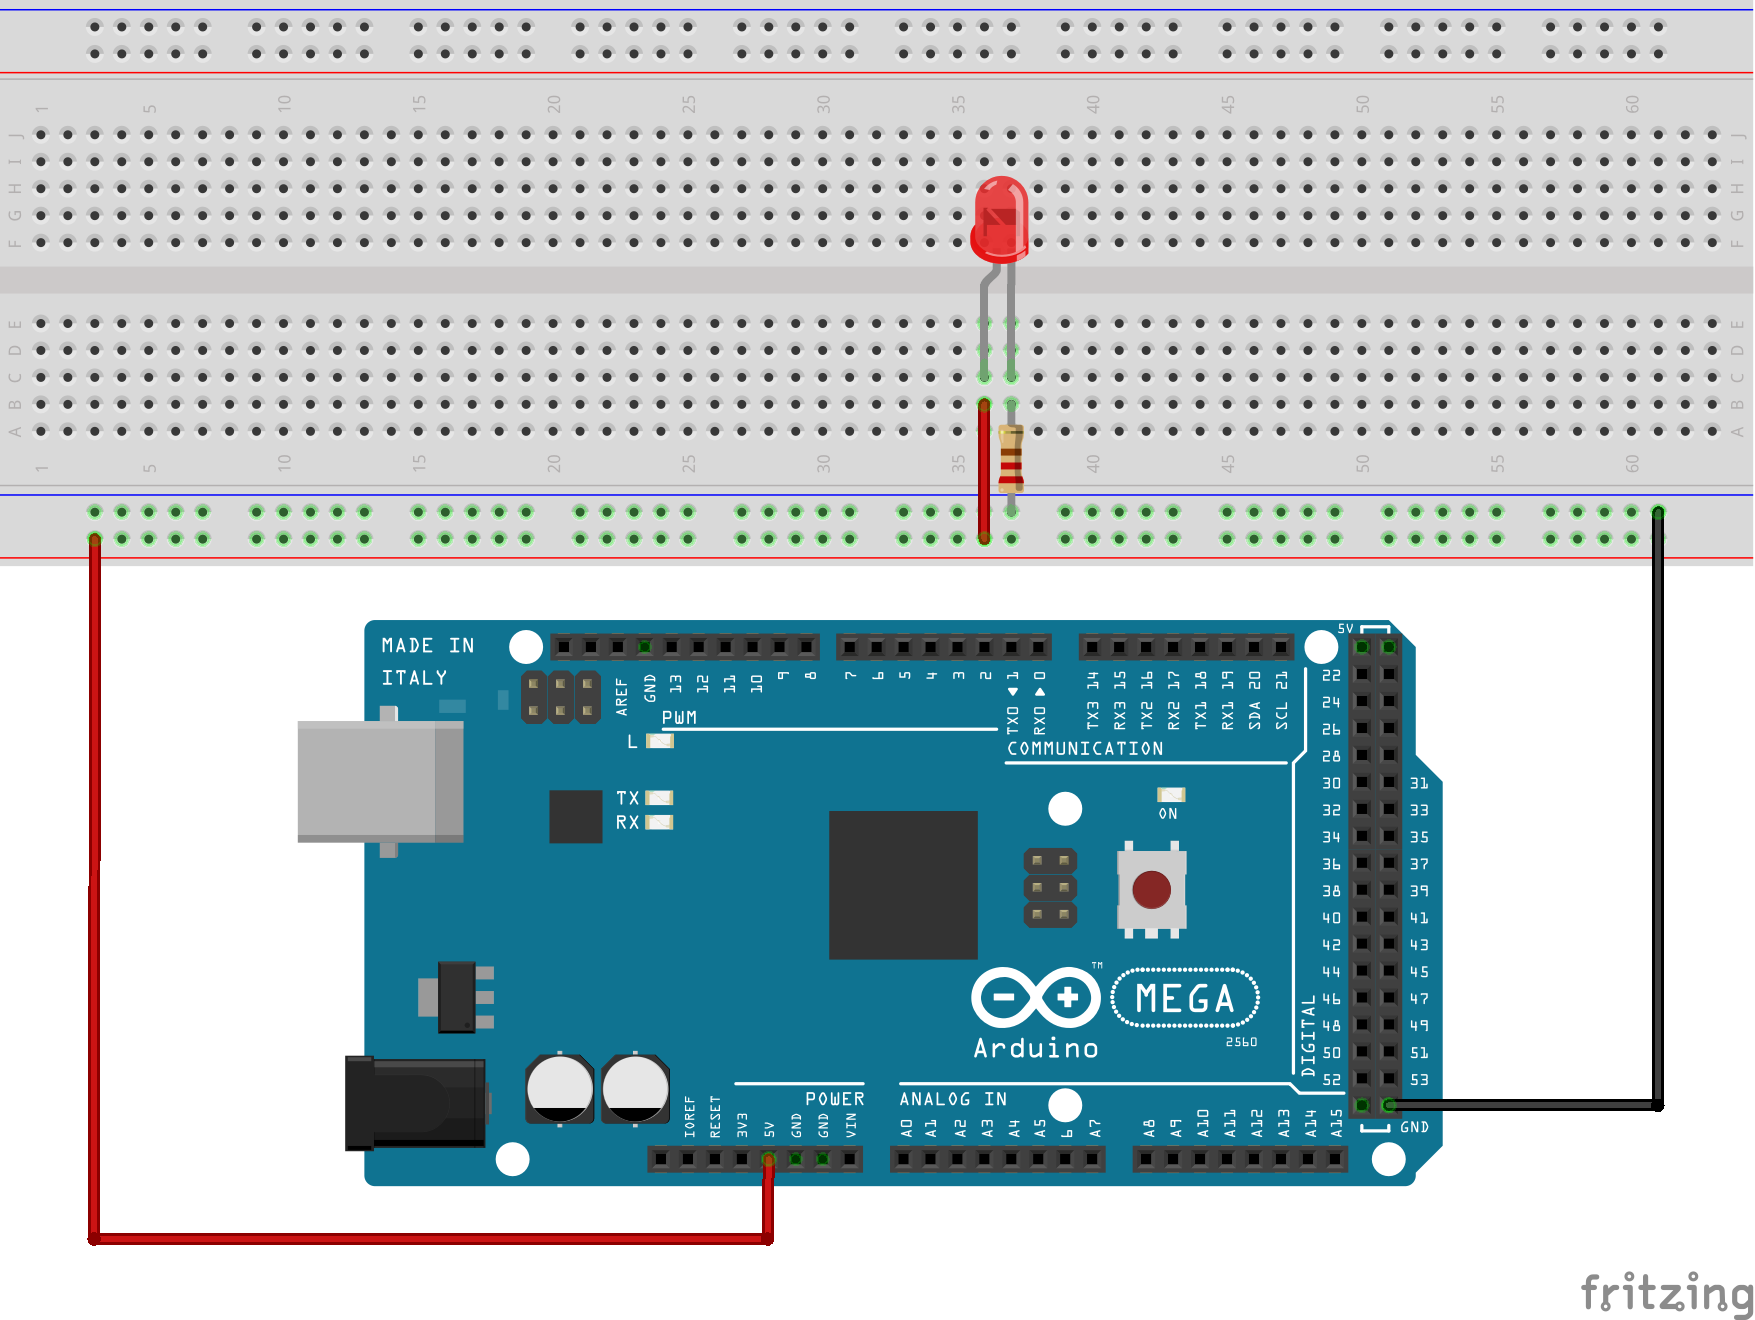 1 5 10 15 20 25 30 35 40 45 50 55 60
J J
I I
H H
G G
F F
E E
D D
C C
B B
A A
1 5 10 15 20 25 30 35 40 45 50 55 60
MADE IN
ITALY
AREF GND 13 12 11 10 9 8 7 6 5 4 3 2 TX0 1 RX0 0 TX3 14 RX3 15 TX2 16 RX2 17 TX1 18 RX1 19 SDA 20 SCL 21
5V
PWM
COMMUNICATION
L
TX
RX
ON
22
24
26
28
30 31
32 33
34 35
36 37
38 39
40 41
42 43
44 45
46 47
48 49
50 51
52 53
DIGITAL
GND
TM
MEGA
2560
Arduino
POWER
ANALOG IN
IOREF RESET 3V3 5V GND GND VIN A0 A1 A2 A3 A4 A5 6 A7 A8 A9 A10 A11 A12 A13 A14 A15
fritzing